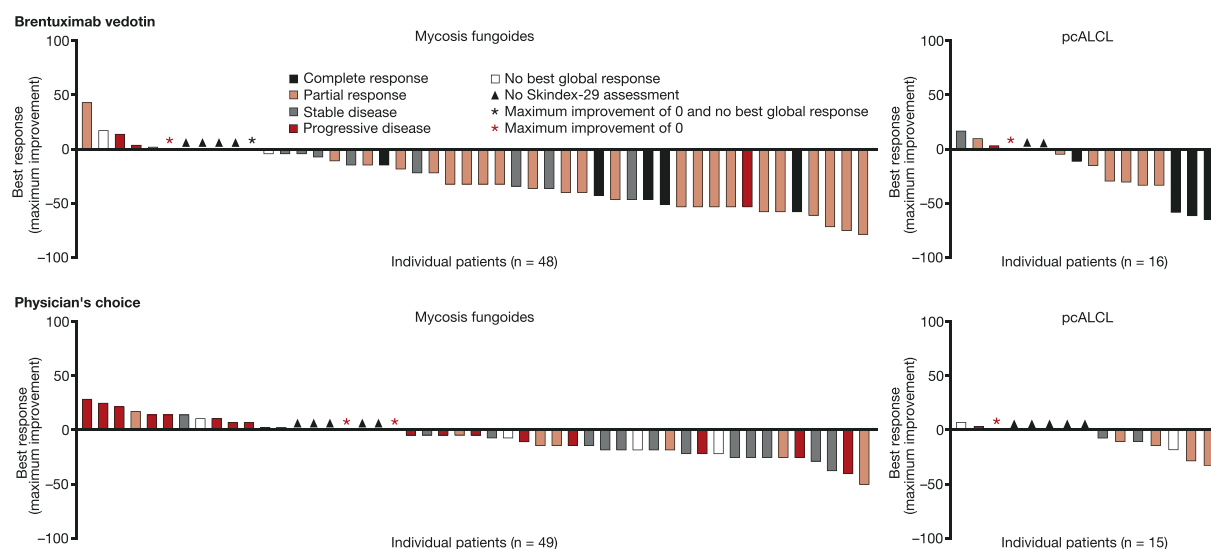 Brentuximab vedotin
Mycosis fungoides
pcALCL
Best response
(maximum improvement)
100
50
0
−50
−100
Complete response
Partial response
Stable disease
Progressive disease
No best global response
No Skindex-29 assessment
Maximum improvement of 0 and no best global response
Maximum improvement of 0
Individual patients (n = 48)
Best response
(maximum improvement)
100
50
0
−50
−100
Individual patients (n = 16)
Physician's choice
Mycosis fungoides
pcALCL
Best response
(maximum improvement)
100
50
0
−50
−100
Individual patients (n = 49)
Best response
(maximum improvement)
100
50
0
−50
−100
Individual patients (n = 15)